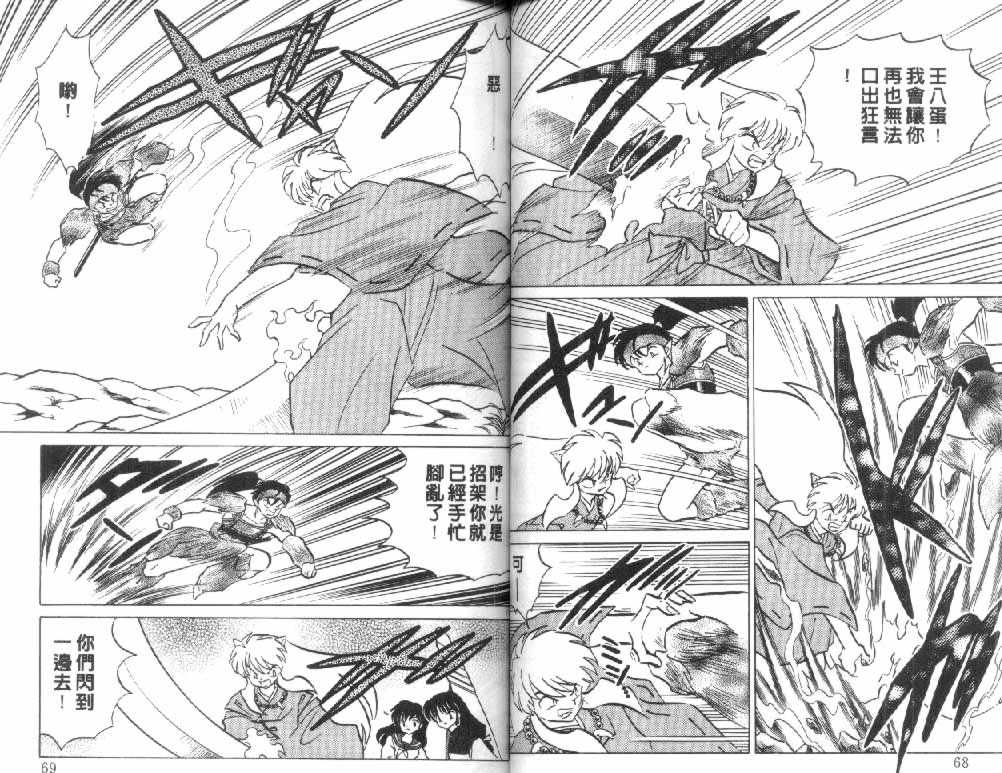 王八蛋！
我會讓你
再也無法
口出狂言
！
可
！
68
惡
！
喲！
哼！光是
招架你就
已經手忙
腳亂了！
你們閃到
一邊去！
69